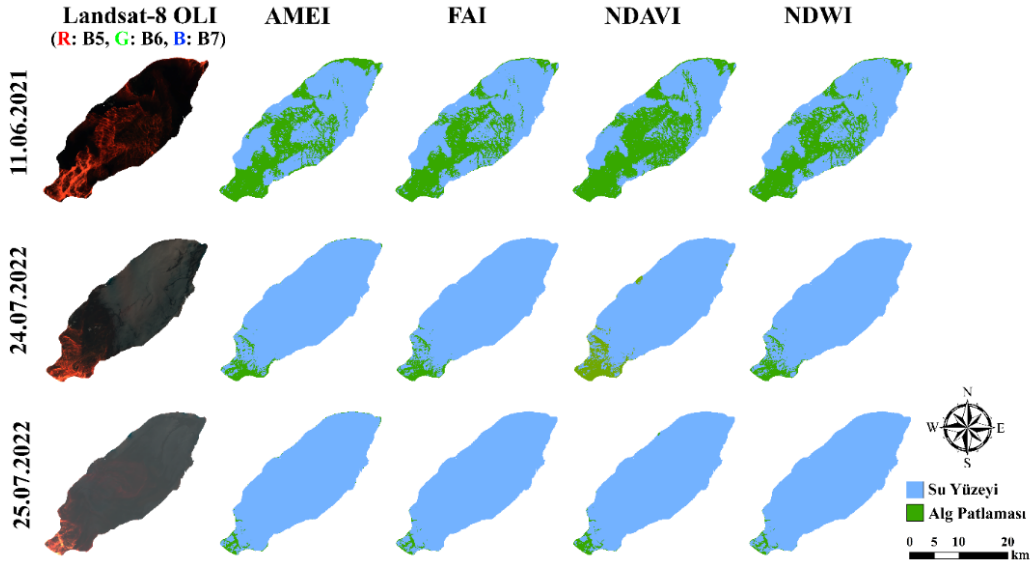 Landsat-8 OLI AMEI FAI NDAVI NDWI
(R: B5, G: B6, B: B7)
11.06.2021
24.07.2022
25.07.2022
N
W E
S
Su Yüzeyi
Alg Patlaması
0 5 10 20
km